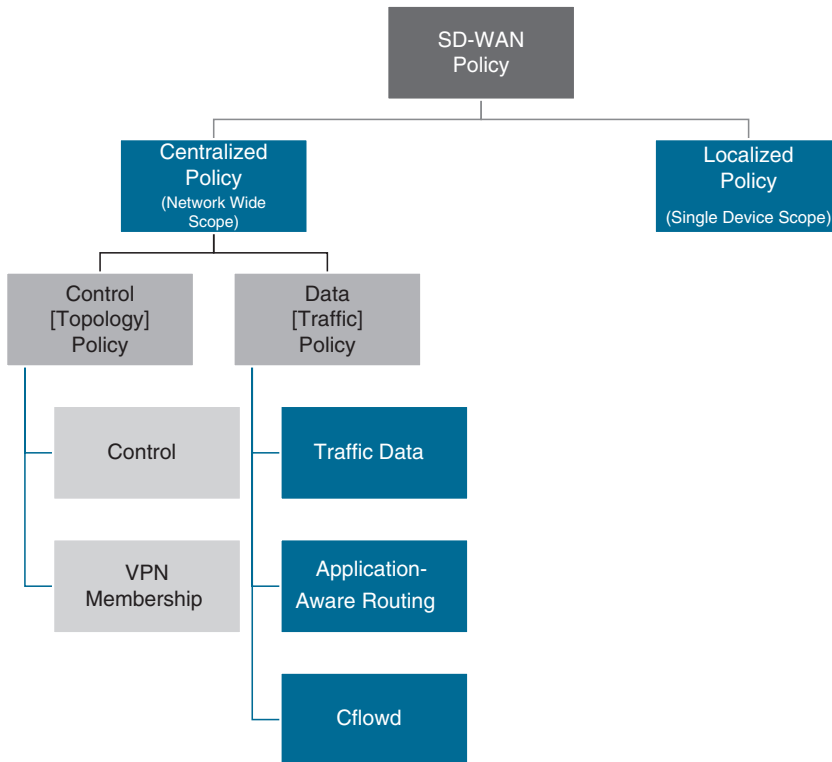 SD-WAN
Policy
Centralized
Policy
(Network Wide
Scope)
Localized
Policy
(Single Device Scope)
Control
[Topology]
Policy
Data
[Traffic]
Policy
Control
Traffic Data
VPN
Membership
Application-
Aware Routing
Cflowd